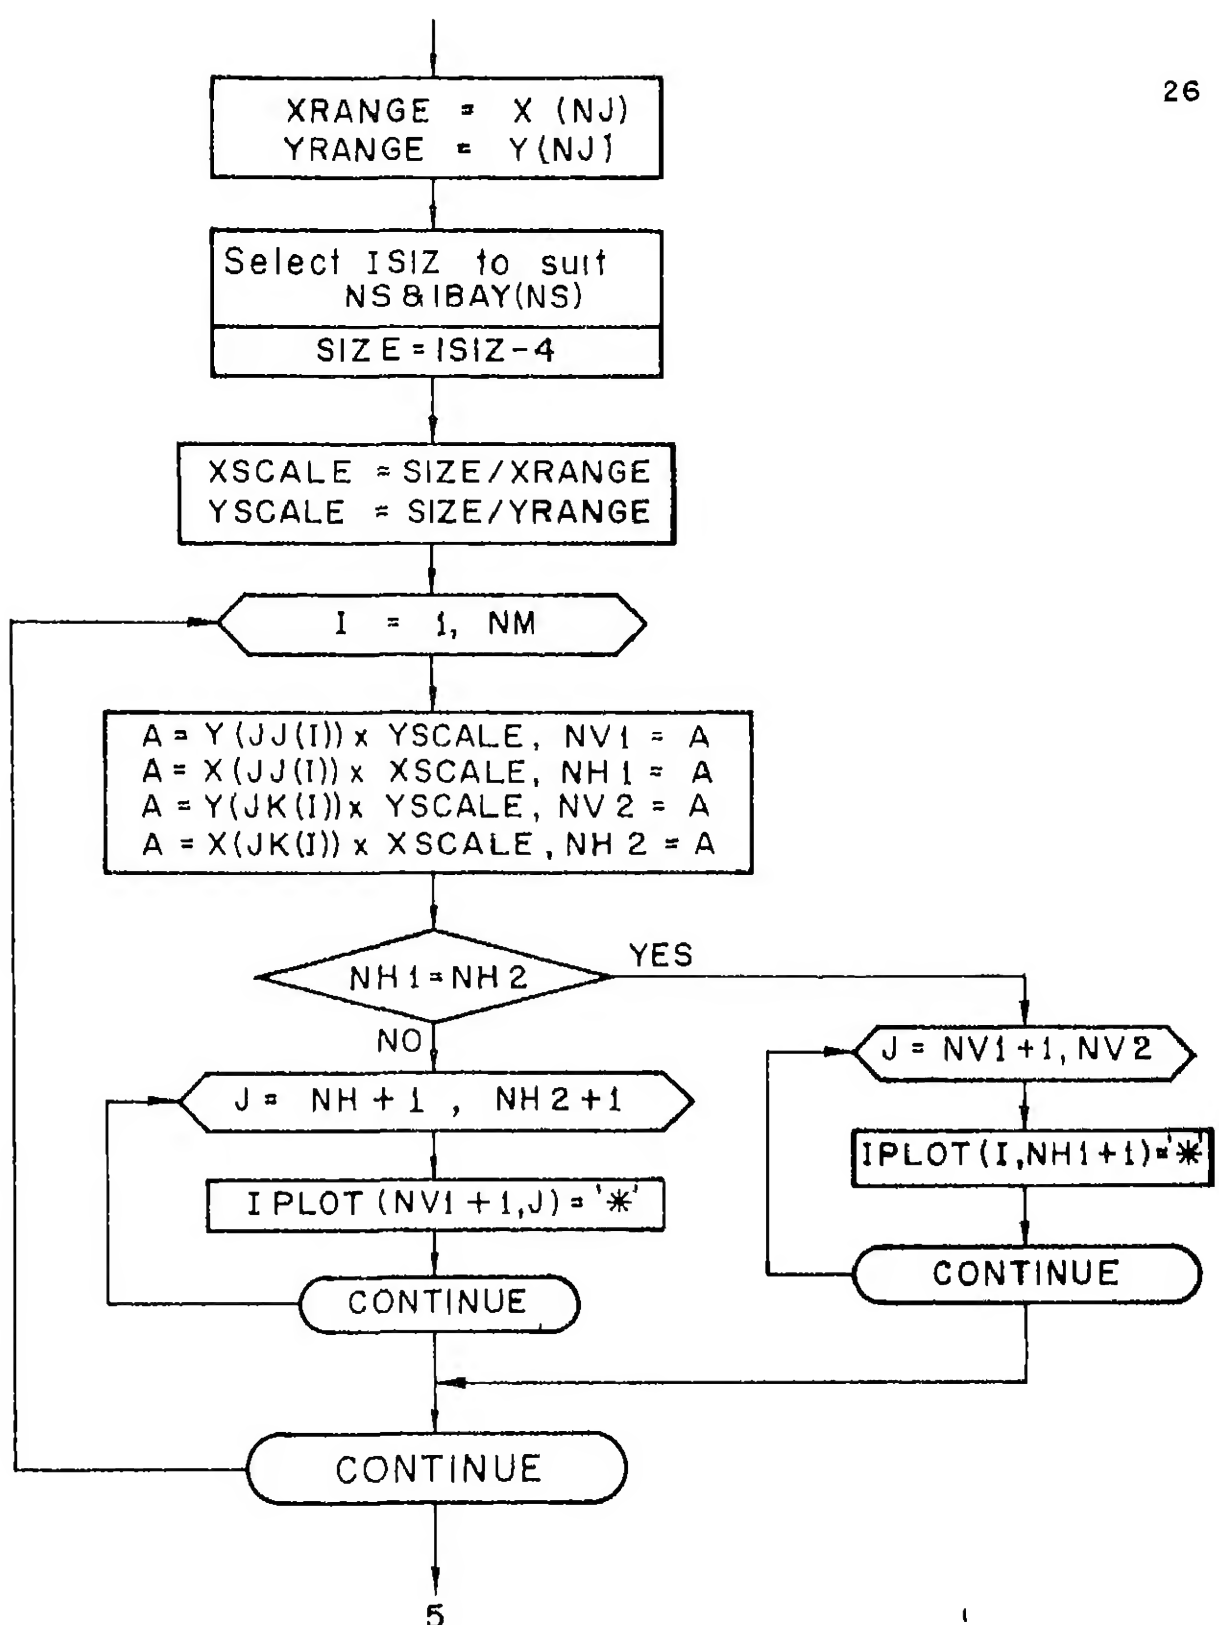 26
XRANGE = X (NJ)
YRANGE = Y(NJ)
Select ISIZ to suit
NS&IBAY(NS)
SIZE=ISIZ-4
XSCALE = SIZE/XRANGE
YSCALE = SIZE/YRANGE
I = 1, NM
A = Y(JJ(I)) x YSCALE, NV1 = A
A = X(JJ(I)) x XSCALE, NH1 = A
A = Y(JK(I)) x YSCALE, NV2 = A
A = X(JK(I)) x XSCALE, NH2 = A
NH1=NH2
YES
NO
J = NV1+1, NV2
J = NH+1 , NH2+1
IPLOT(I,NH1+1)='*'
IPLOT(NV1+1,J)='*'
CONTINUE
CONTINUE
CONTINUE
5